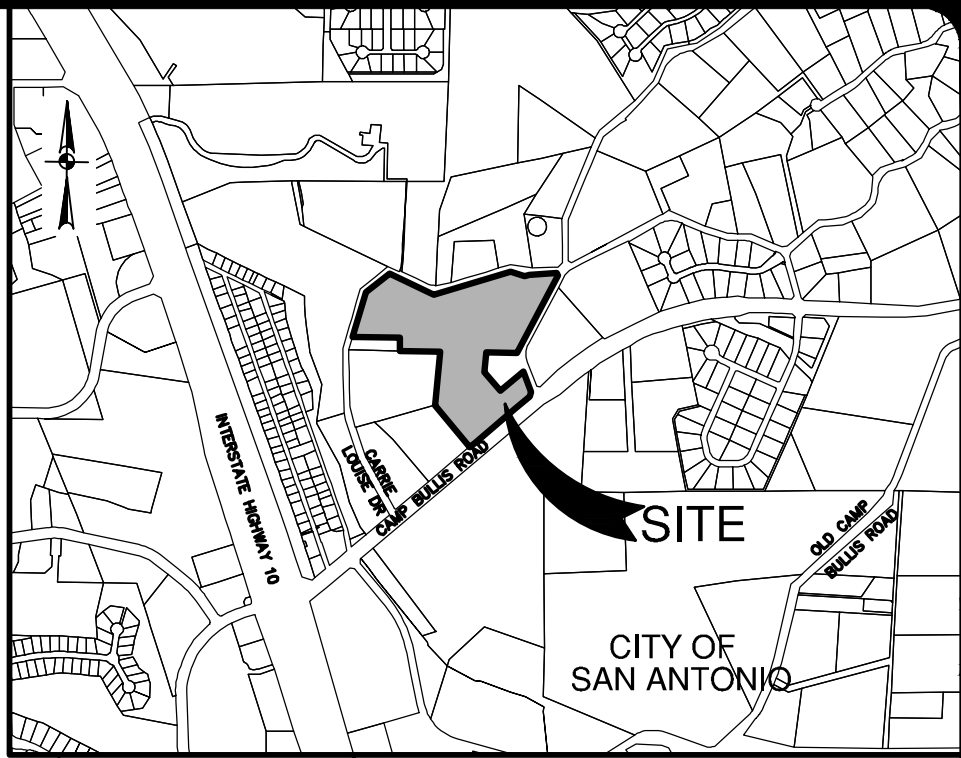 INTERSTATE HIGHWAY 10
CARRIE
LOUISE DR
CAMP BULLIS ROAD
SITE
OLD CAMP
BULLIS ROAD
CITY OF
SAN ANTONIO